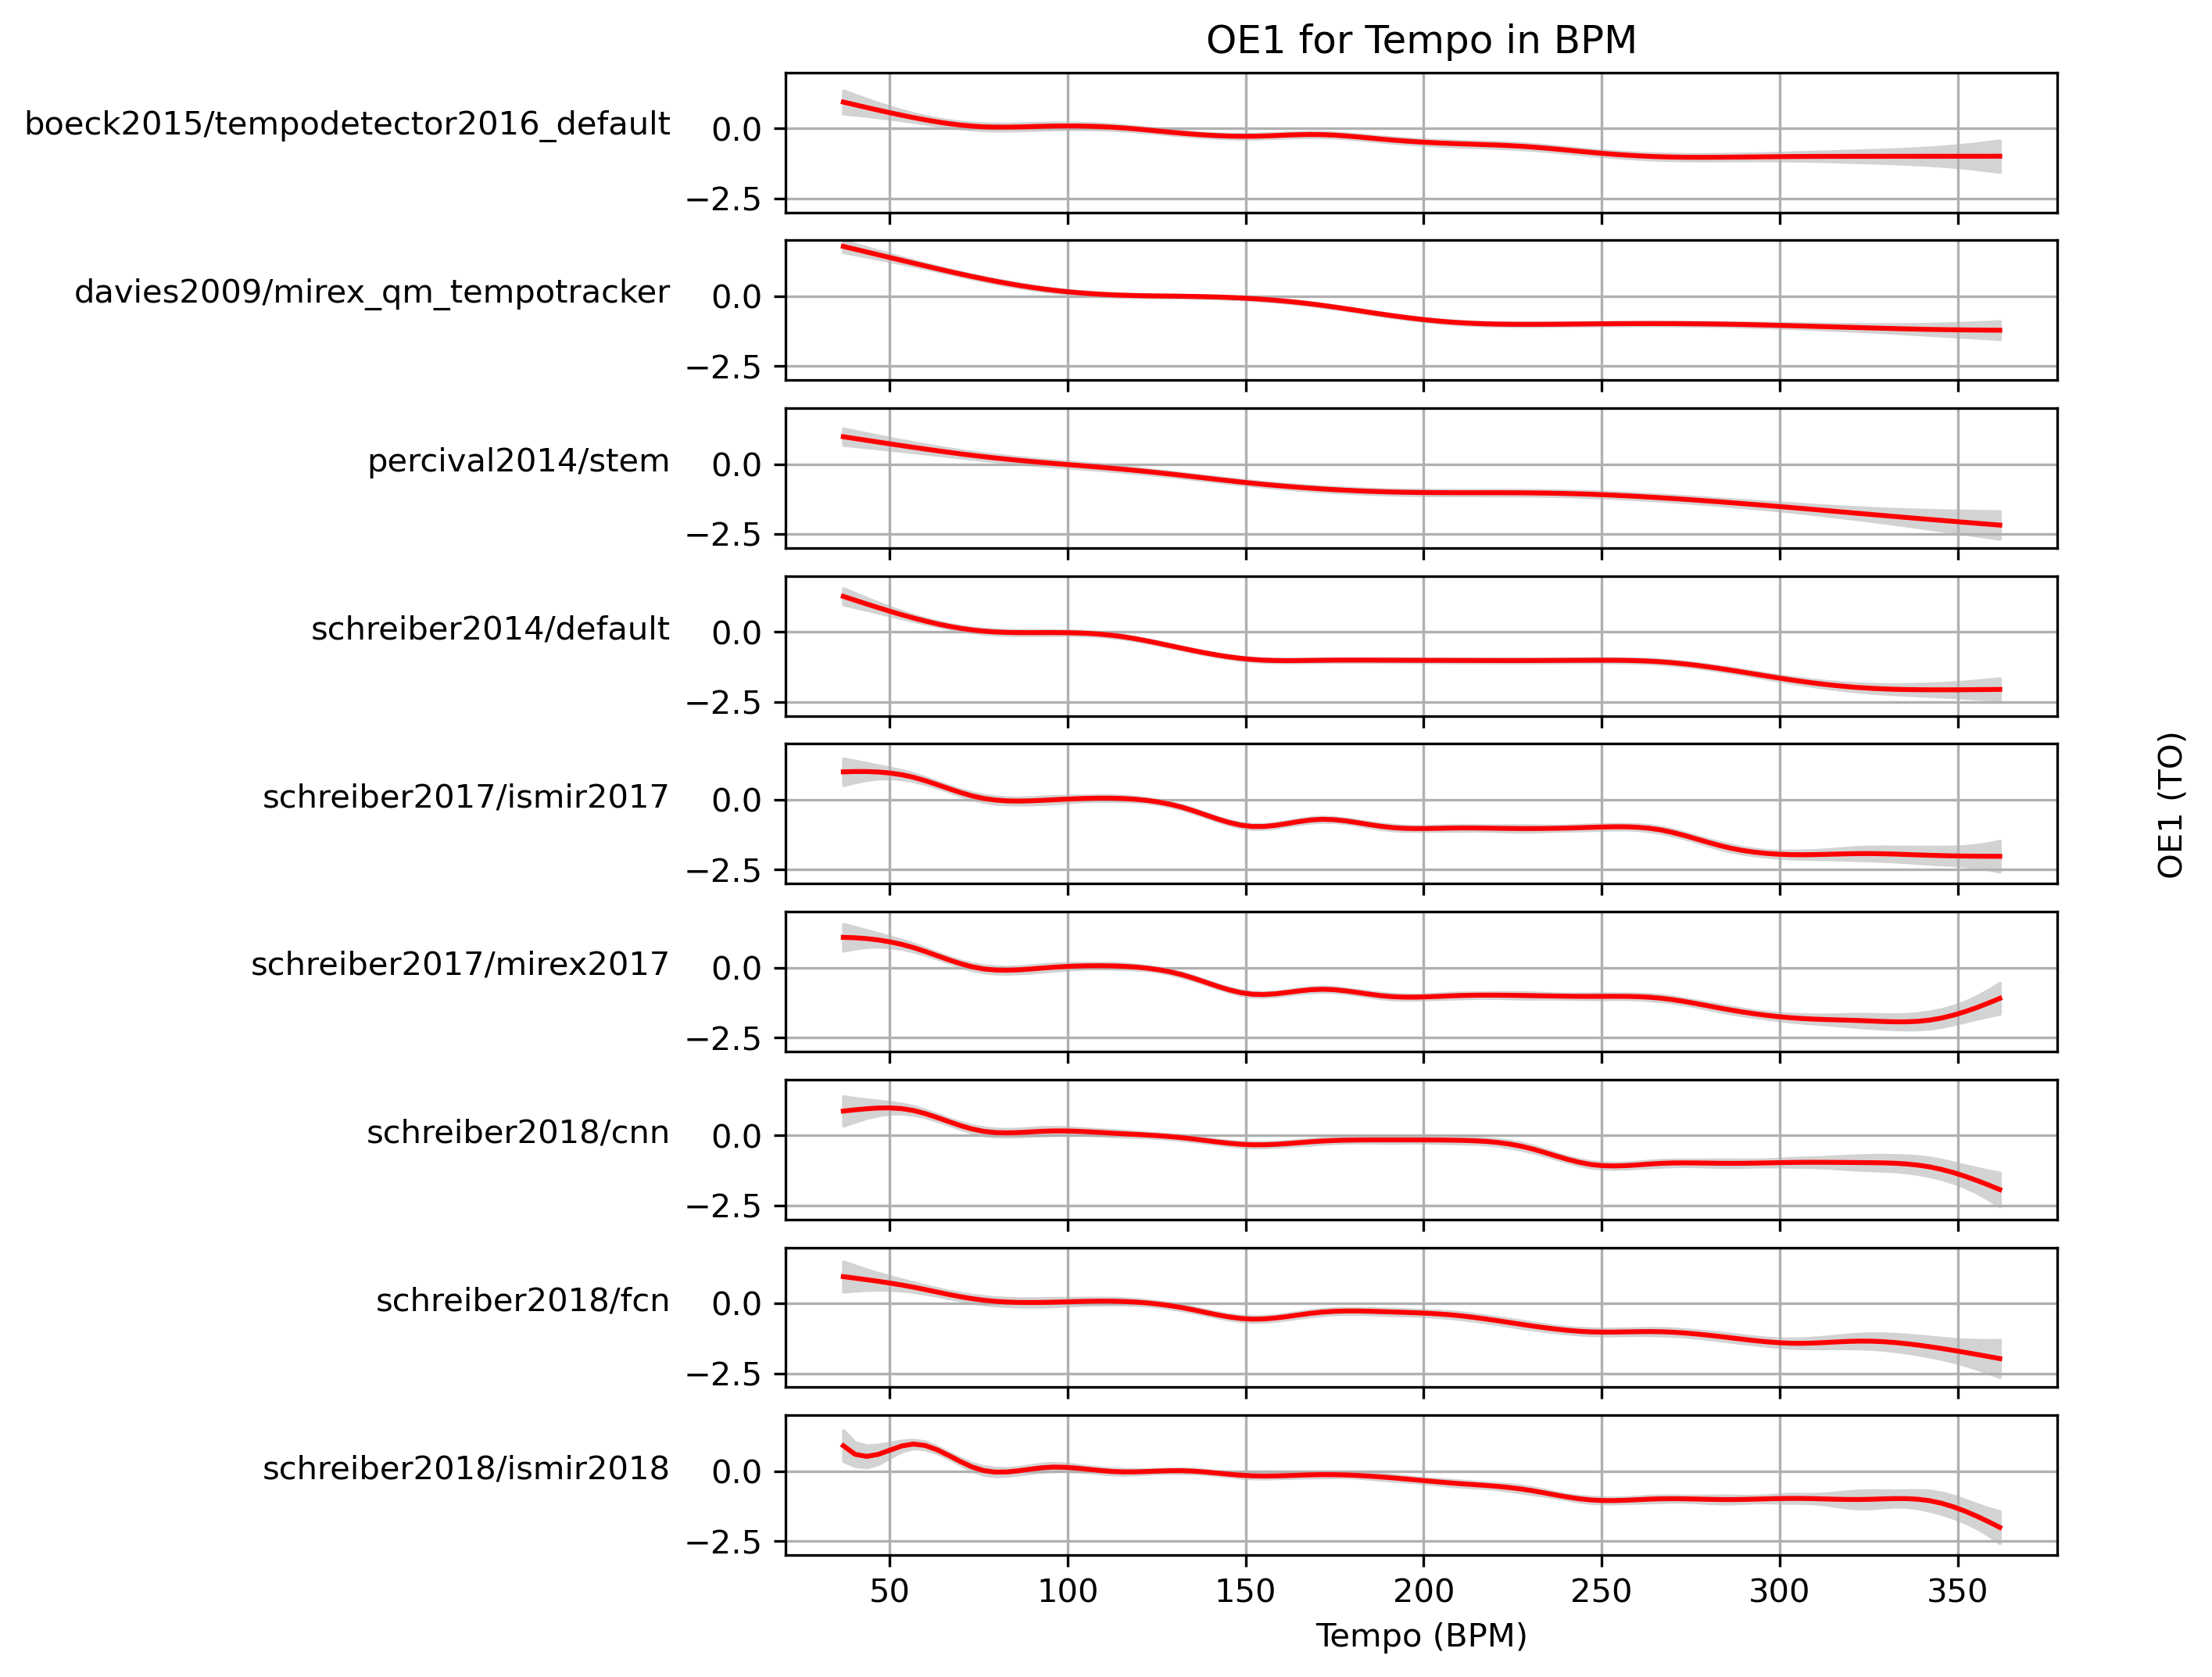 OE1 for Tempo in BPM
boeck2015/tempodetector2016_default
0.0
−2.5
davies2009/mirex_qm_tempotracker
0.0
−2.5
percival2014/stem
0.0
−2.5
schreiber2014/default
0.0
−2.5
schreiber2017/ismir2017
0.0
−2.5
schreiber2017/mirex2017
0.0
−2.5
schreiber2018/cnn
0.0
−2.5
schreiber2018/fcn
0.0
−2.5
schreiber2018/ismir2018
0.0
−2.5
50 100 150 200 250 300 350
Tempo (BPM)
OE1 (TO)